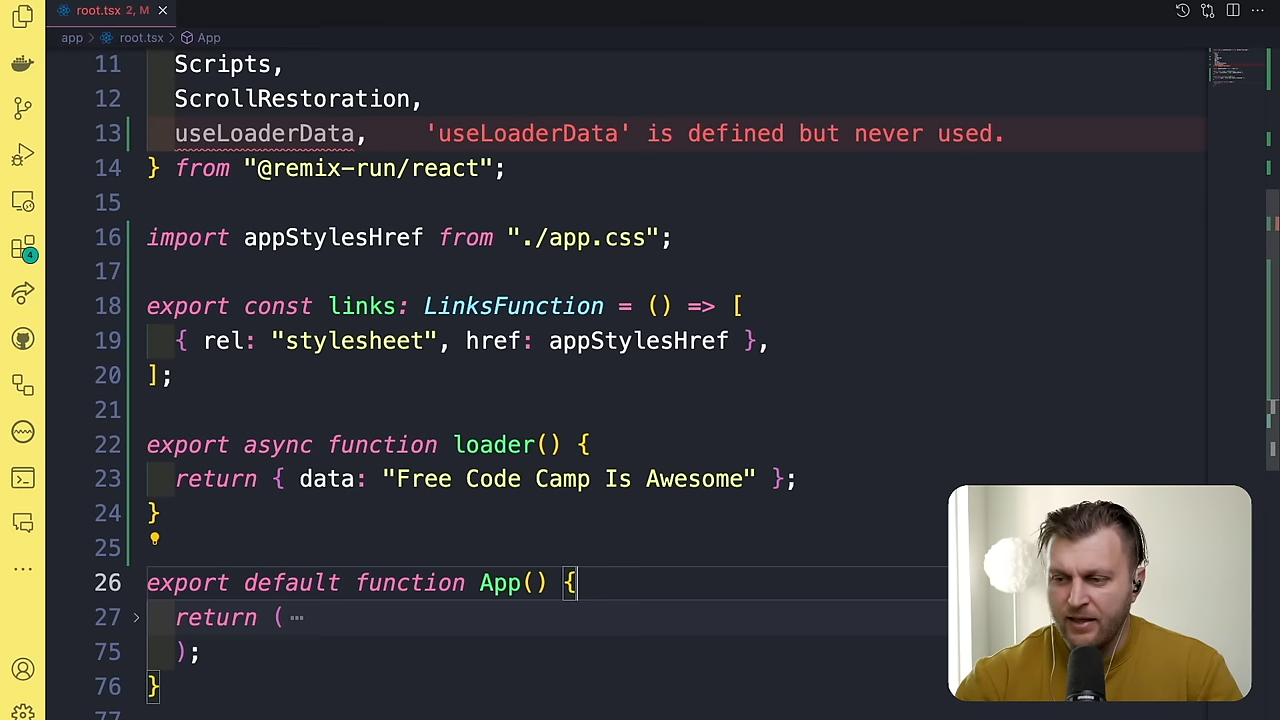 root.tsx 2, M
app > root.tsx > App
11 Scripts,
12 ScrollRestoration,
13 useLoaderData, 'useLoaderData' is defined but never used.
14 } from "@remix-run/react";
15
16 import appStylesHref from "./app.css";
17
18 export const links: LinksFunction = () => [
19 { rel: "stylesheet", href: appStylesHref },
20 ];
21
22 export async function loader() {
23 return { data: "Free Code Camp Is Awesome" };
24 }
25
26 export default function App() {
27 return ( ⋯
75 );
76 }
77
4